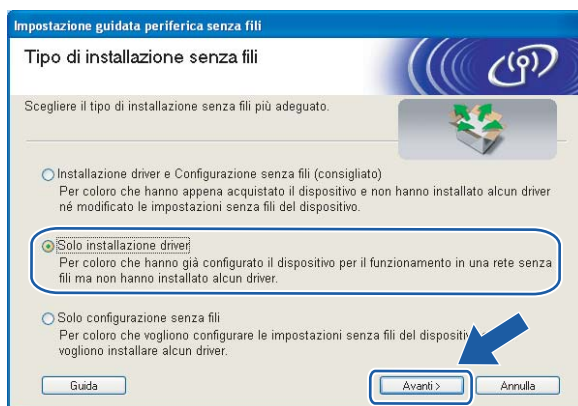 Impostazione guidata periferica senza fili
Tipo di installazione senza fili
Scegliere il tipo di installazione senza fili più adeguato.
Installazione driver e Configurazione senza fili (consigliato)
Per coloro che hanno appena acquistato il dispositivo e non hanno installato alcun driver
né modificato le impostazioni senza fili del dispositivo.
Solo installazione driver
Per coloro che hanno già configurato il dispositivo per il funzionamento in una rete senza
fili ma non hanno installato alcun driver.
Solo configurazione senza fili
Per coloro che vogliono configurare le impostazioni senza fili del
vogliono installare alcun driver.
Guida
Avanti >
Annulla